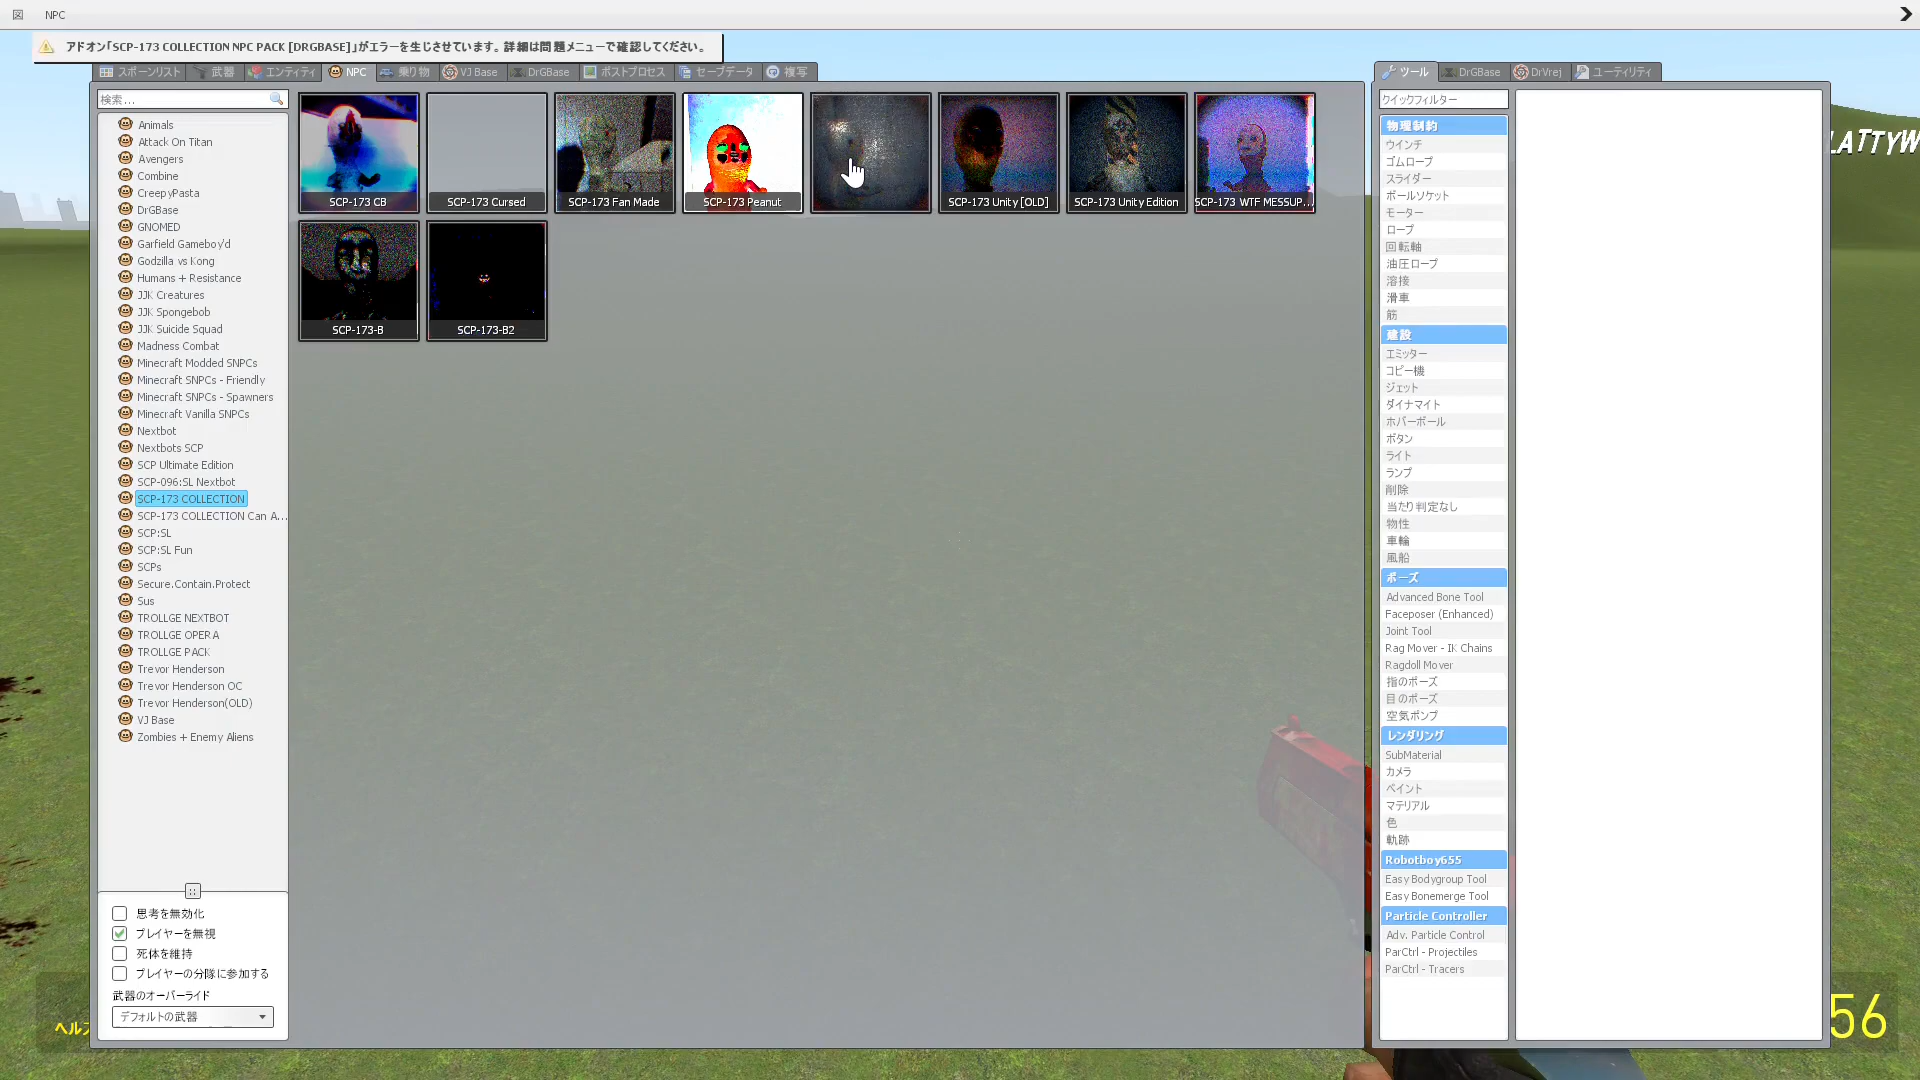 NPC
アドオン「SCP-173 COLLECTION NPC PACK [DRGBASE]」がエラーを生じさせています。詳細は問題メニューで確認してください。
スポーンリスト
武器
エンティティ
NPC
乗り物
VJ Base
DrGBase
ポストプロセス
セーブデータ
複写
ツール
DrGBase
DrVrej
ユーティリティ
検索...
Animals
Attack On Titan
Avengers
Combine
CreepyPasta
DrGBase
GNOMED
Garfield Gameboy'd
Godzilla vs Kong
Humans + Resistance
JJK Creatures
JJK Spongebob
JJK Suicide Squad
Madness Combat
Minecraft Modded SNPCs
Minecraft SNPCs - Friendly
Minecraft SNPCs - Spawners
Minecraft Vanilla SNPCs
Nextbot
Nextbots SCP
SCP Ultimate Edition
SCP-096:SL Nextbot
SCP-173 COLLECTION
SCP-173 COLLECTION Can A...
SCP:SL
SCP:SL Fun
SCPs
Secure.Contain.Protect
Sus
TROLLGE NEXTBOT
TROLLGE OPERA
TROLLGE PACK
Trevor Henderson
Trevor Henderson OC
Trevor Henderson(OLD)
VJ Base
Zombies + Enemy Aliens
思考を無効化
プレイヤーを無視
死体を維持
プレイヤーの分隊に参加する
武器のオーバーライド
デフォルトの武器
SCP-173 CB
SCP-173 Cursed
SCP-173 Fan Made
SCP-173 Peanut
SCP-173 Unity [OLD]
SCP-173 Unity Edition
SCP-173 WTF MESSUP...
SCP-173-B
SCP-173-B2
クイックフィルター
物理制約
ウインチ
ゴムロープ
スライダー
ボールソケット
モーター
ロープ
回転軸
油圧ロープ
溶接
滑車
筋
建設
エミッター
コピー機
ジェット
ダイナマイト
ホバーボール
ボタン
ライト
ランプ
削除
当たり判定なし
物性
車輪
風船
ポーズ
Advanced Bone Tool
Faceposer (Enhanced)
Joint Tool
Rag Mover - IK Chains
Ragdoll Mover
指のポーズ
目のポーズ
空気ポンプ
レンダリング
SubMaterial
カメラ
ペイント
マテリアル
色
軌跡
Robotboy655
Easy Bodygroup Tool
Easy Bonemerge Tool
Particle Controller
Adv. Particle Control
ParCtrl - Projectiles
ParCtrl - Tracers
LATTYW
ヘルス
56